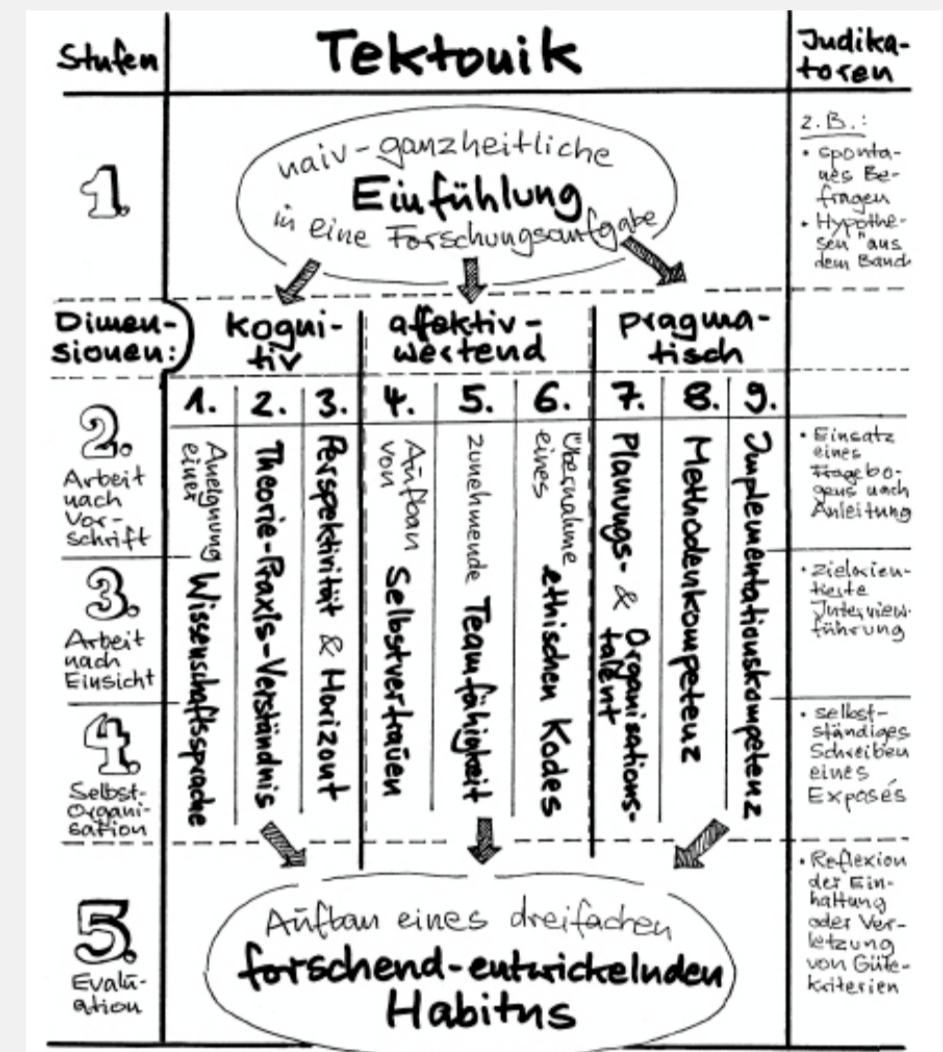 Stufen
Tektonik
Indika-
toren
1.
naiv-ganzheitliche
Einfühlung
in eine Forschungsaufgabe
z.B.:
• sponta-
nes Be-
fragen
• Hypothe-
sen "aus
dem Bauch
Dimen-
sionen:
kogni-
tiv
affektiv-
wertend
pragma-
tisch
1. 2. 3. 4. 5. 6. 7. 8. 9.
2.
Arbeit
nach
Vor-
schrift
3.
Arbeit
nach
Einsicht
4.
Selbst-
Organi-
sation
Aneignung
einer
Wissenschaftssprache
Theorie-Praxis-Verständnis
Perspektivität & Horizont
Aufbau
von
Selbstvertrauen
zunehmende Teamfähigkeit
Übernahme
eines
ethischen Kodes
Planungs- & Organisations-
talent
Methodenkompetenz
Implementationskompetenz
• Einsatz
eines
Fragebo-
gens nach
Anleitung
• zielorien-
tierte
Interview-
führung
• selbst-
ständiges
Schreiben
eines
Exposés
5.
Evalu-
ation
Aufbau eines dreifachen
forschend-entwickelnden
Habitus
• Reflexion
der Ein-
haltung
oder Ver-
letzung
von Güte-
kriterien